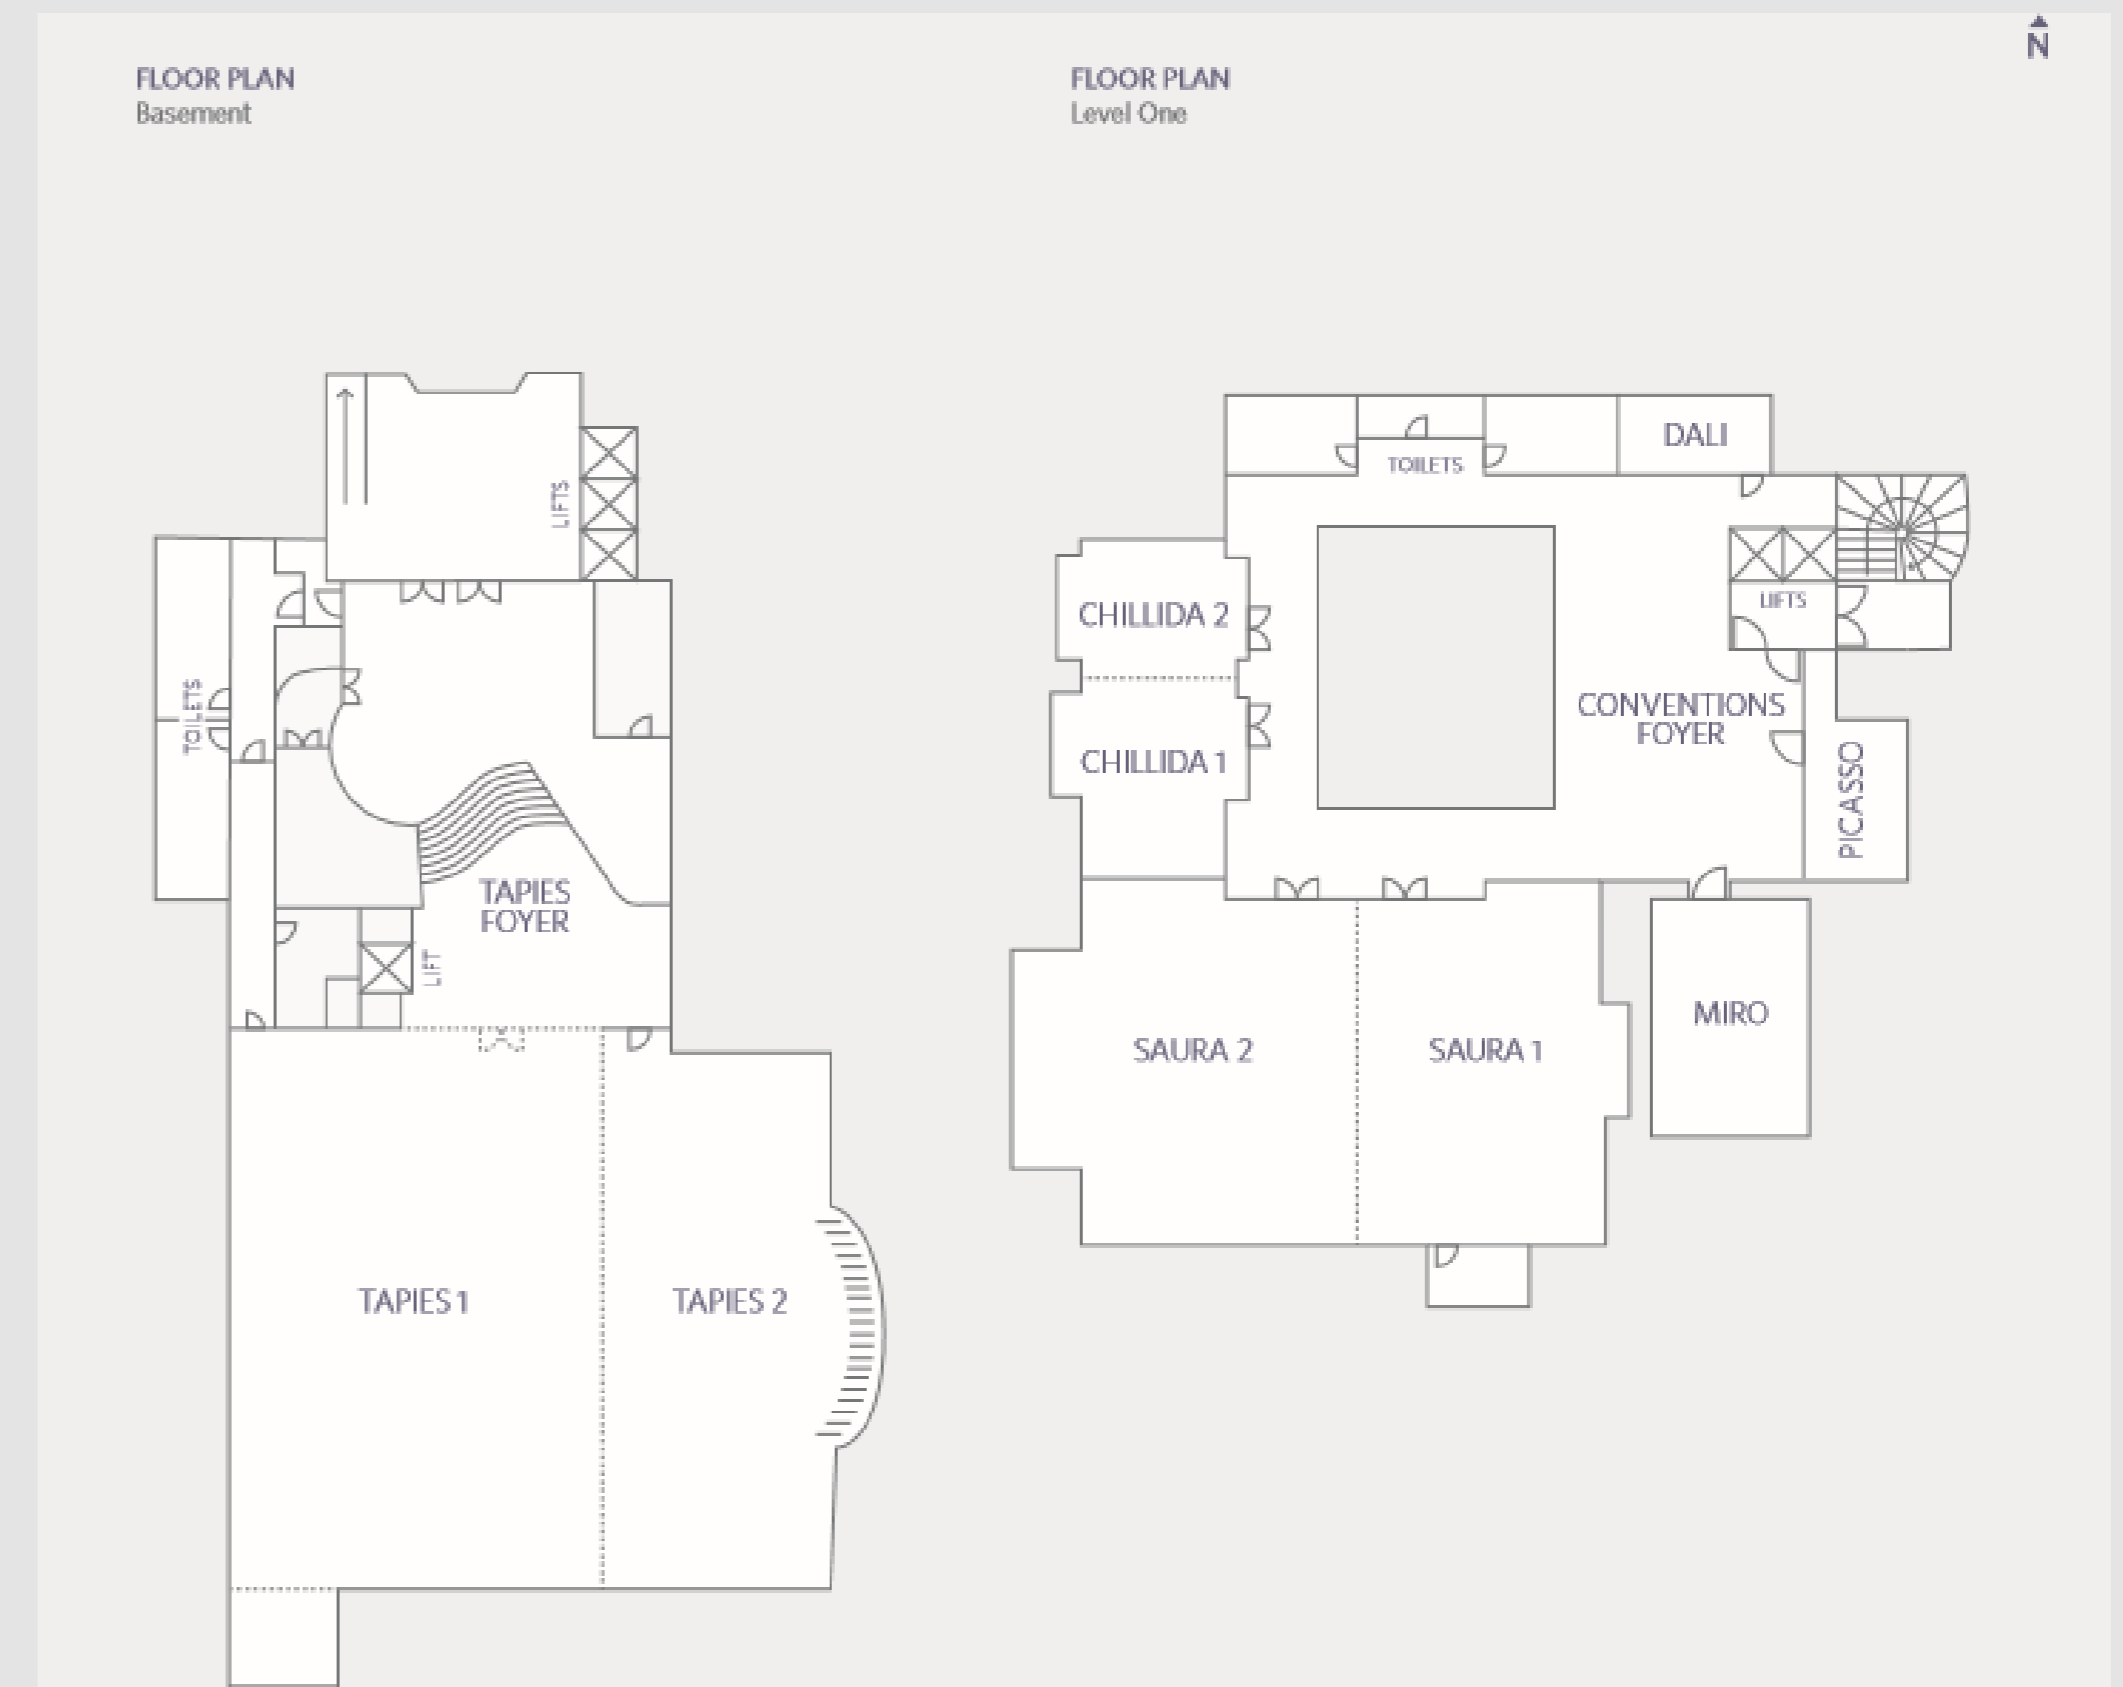 N
FLOOR PLAN
Basement
LIFTS
TOILETS
TAPIES
FOYER
LIFT
TAPIES 1
TAPIES 2
FLOOR PLAN
Level One
DALI
TOILETS
LIFTS
CHILLIDA 2
CONVENTIONS
FOYER
CHILLIDA 1
PICASSO
MIRO
SAURA 2
SAURA 1